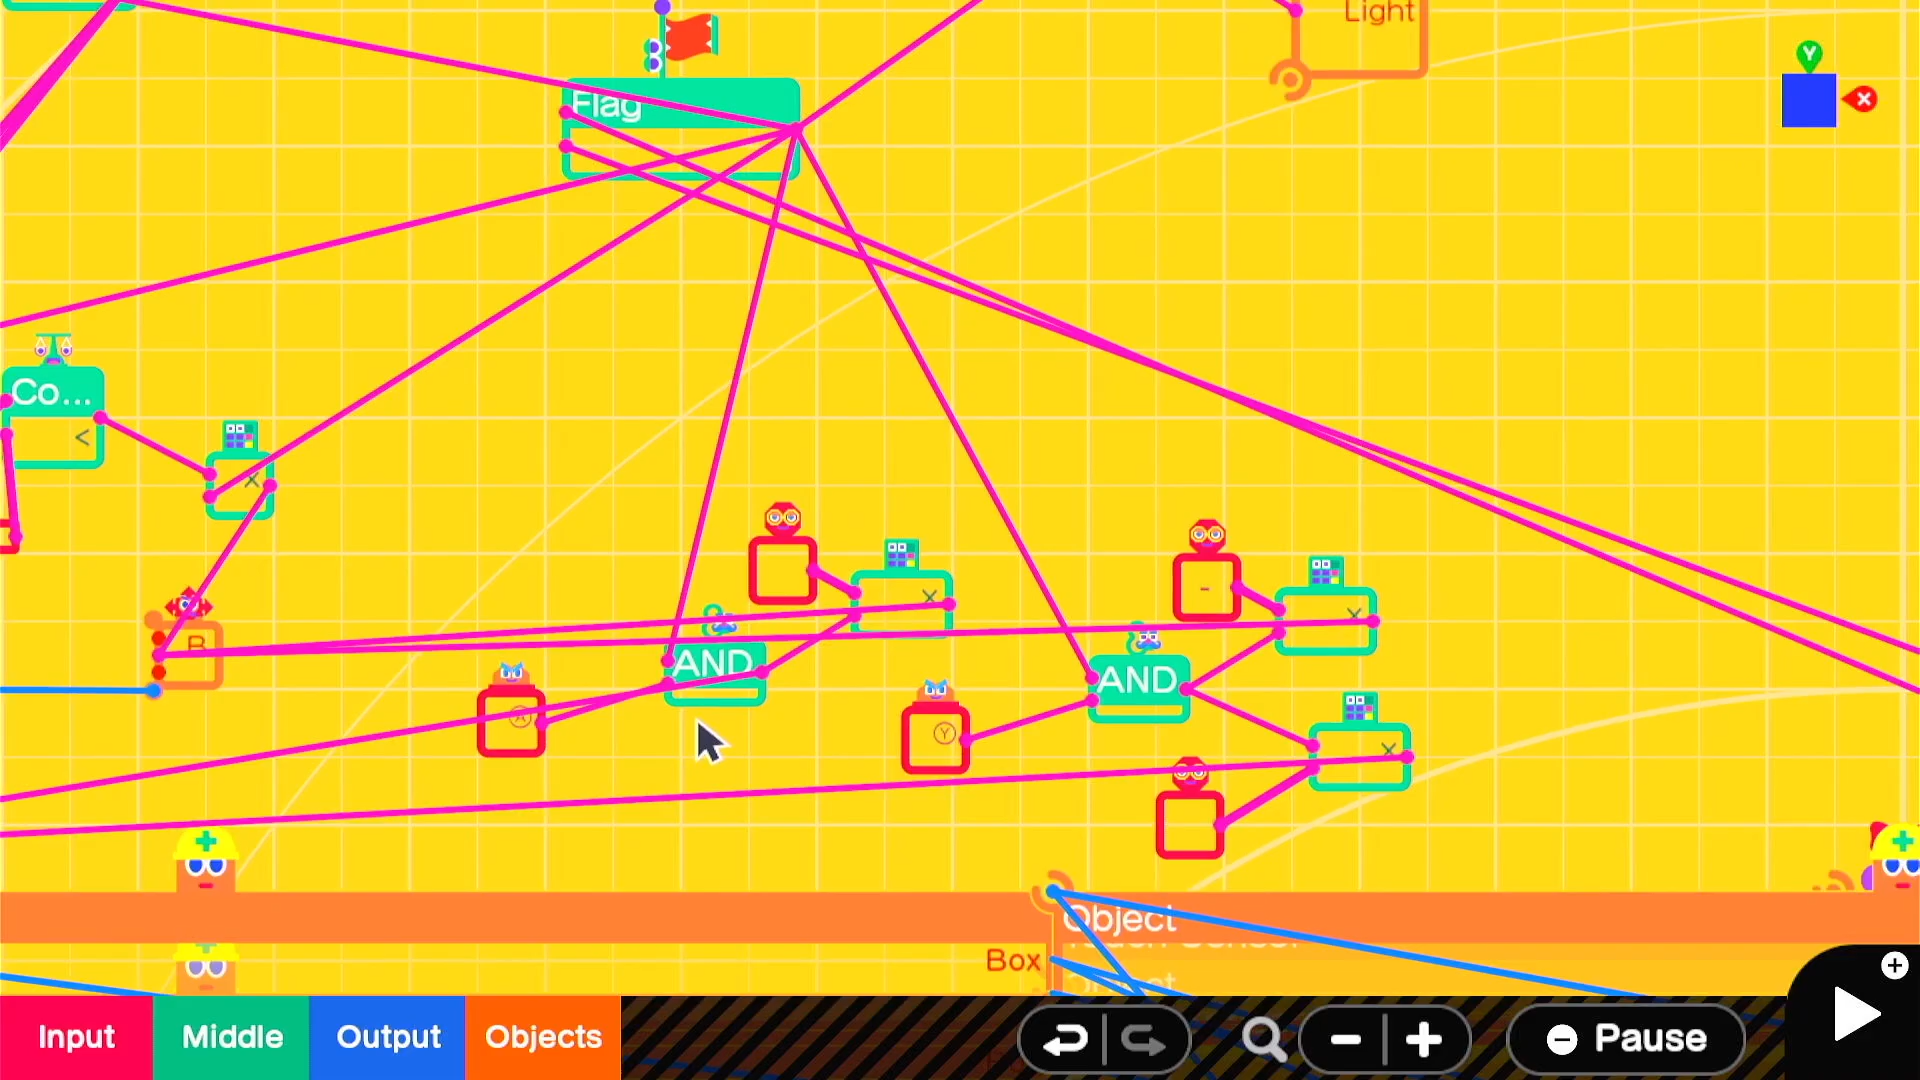 Light
Y
X
Flag
Co...
<
×
×
-
×
B
AND
AND
X
Y
×
Object
Box
Input
Middle
Output
Objects
Pause